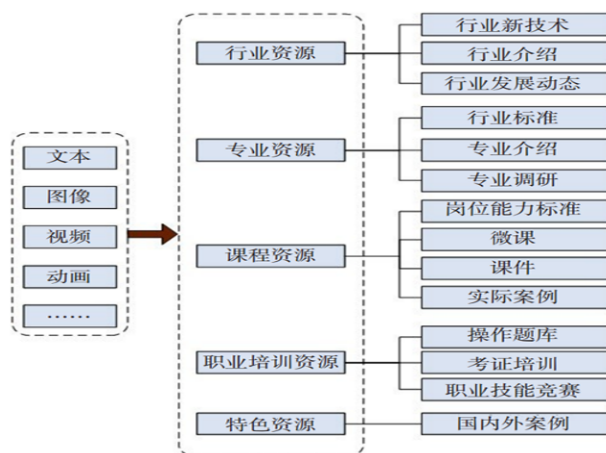 文本
图像
视频
动画
……
行业资源
专业资源
课程资源
职业培训资源
特色资源
行业新技术
行业介绍
行业发展动态
行业标准
专业介绍
专业调研
岗位能力标准
微课
课件
实际案例
操作题库
考证培训
职业技能竞赛
国内外案例